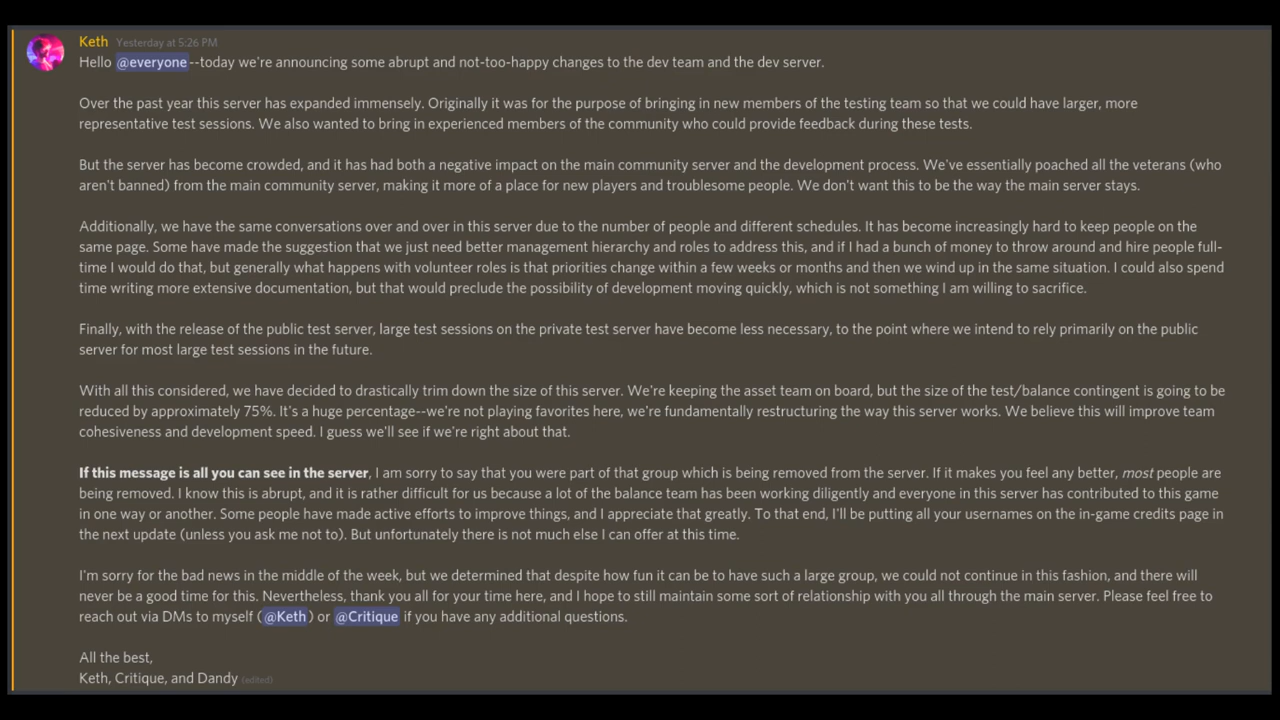 Keth Yesterday at 5:26 PM
Hello @everyone--today we're announcing some abrupt and not-too-happy changes to the dev team and the dev server.
Over the past year this server has expanded immensely. Originally it was for the purpose of bringing in new members of the testing team so that we could have larger, more
representative test sessions. We also wanted to bring in experienced members of the community who could provide feedback during these tests.
But the server has become crowded, and it has had both a negative impact on the main community server and the development process. We've essentially poached all the veterans (who
aren't banned) from the main community server, making it more of a place for new players and troublesome people. We don't want this to be the way the main server stays.
Additionally, we have the same conversations over and over in this server due to the number of people and different schedules. It has become increasingly hard to keep people on the
same page. Some have made the suggestion that we just need better management hierarchy and roles to address this, and if I had a bunch of money to throw around and hire people full-
time I would do that, but generally what happens with volunteer roles is that priorities change within a few weeks or months and then we wind up in the same situation. I could also spend
time writing more extensive documentation, but that would preclude the possibility of development moving quickly, which is not something I am willing to sacrifice.
Finally, with the release of the public test server, large test sessions on the private test server have become less necessary, to the point where we intend to rely primarily on the public
server for most large test sessions in the future.
With all this considered, we have decided to drastically trim down the size of this server. We're keeping the asset team on board, but the size of the test/balance contingent is going to be
reduced by approximately 75%. It's a huge percentage--we're not playing favorites here, we're fundamentally restructuring the way this server works. We believe this will improve team
cohesiveness and development speed. I guess we'll see if we're right about that.
If this message is all you can see in the server, I am sorry to say that you were part of that group which is being removed from the server. If it makes you feel any better, most people are
being removed. I know this is abrupt, and it is rather difficult for us because a lot of the balance team has been working diligently and everyone in this server has contributed to this game
in one way or another. Some people have made active efforts to improve things, and I appreciate that greatly. To that end, I'll be putting all your usernames on the in-game credits page in
the next update (unless you ask me not to). But unfortunately there is not much else I can offer at this time.
I'm sorry for the bad news in the middle of the week, but we determined that despite how fun it can be to have such a large group, we could not continue in this fashion, and there will
never be a good time for this. Nevertheless, thank you all for your time here, and I hope to still maintain some sort of relationship with you all through the main server. Please feel free to
reach out via DMs to myself (@Keth) or @Critique if you have any additional questions.
All the best,
Keth, Critique, and Dandy (edited)